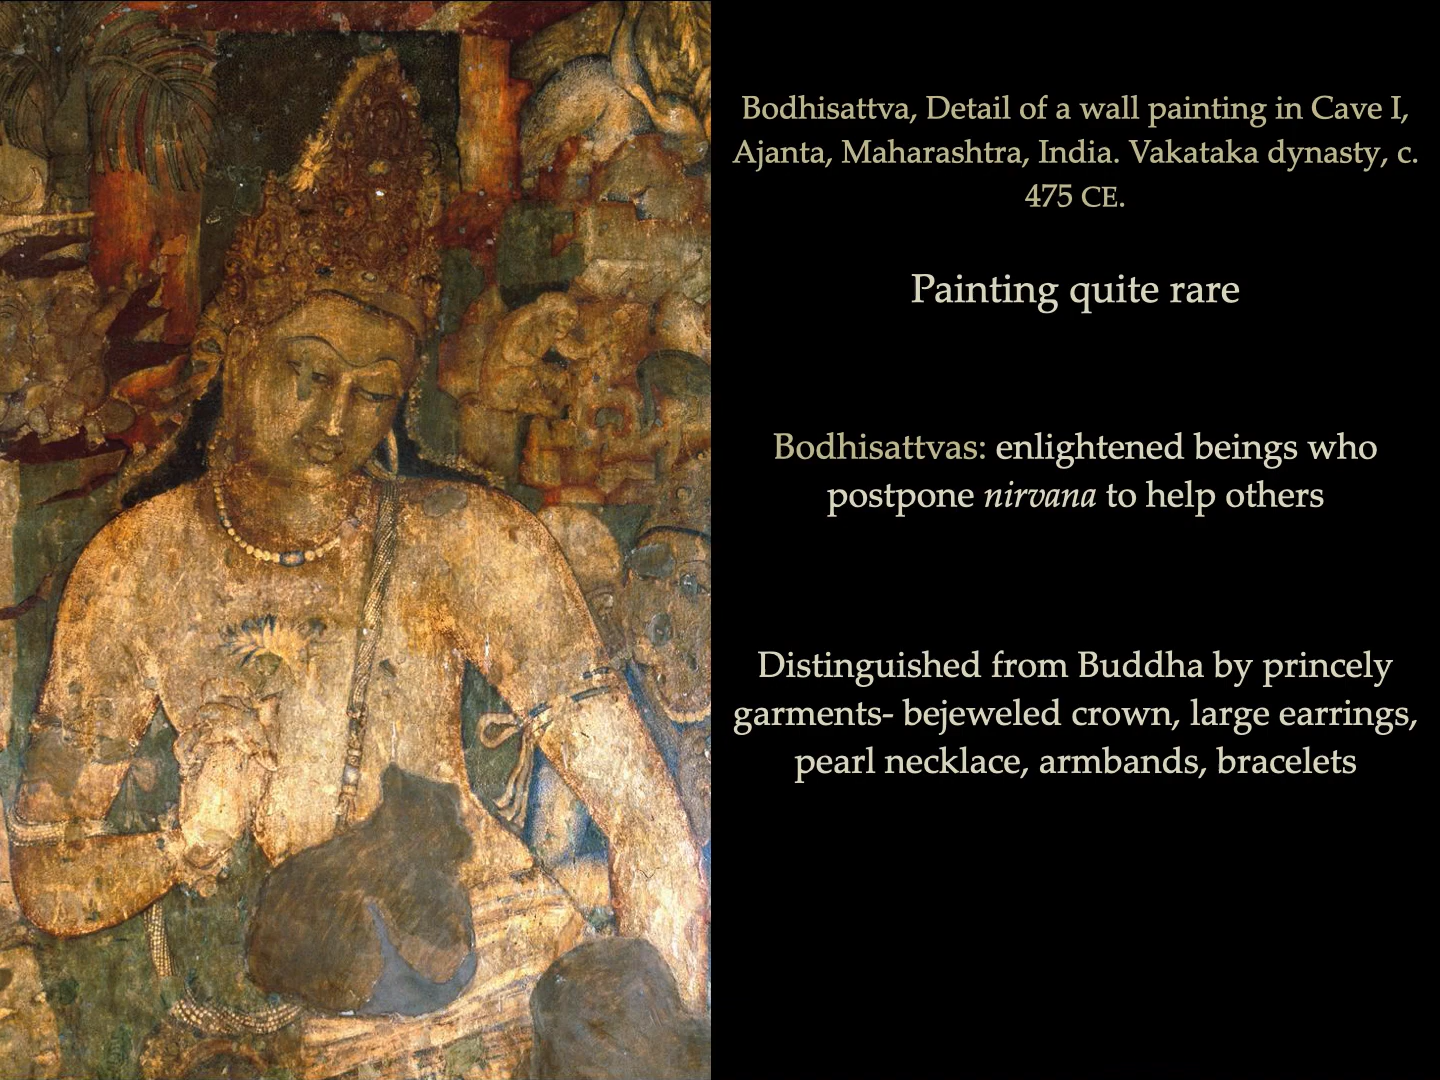 Bodhisattva, Detail of a wall painting in Cave I,
Ajanta, Maharashtra, India. Vakataka dynasty, c.
475 CE.
Painting quite rare
Bodhisattvas: enlightened beings who
postpone nirvana to help others
Distinguished from Buddha by princely
garments- bejeweled crown, large earrings,
pearl necklace, armbands, bracelets